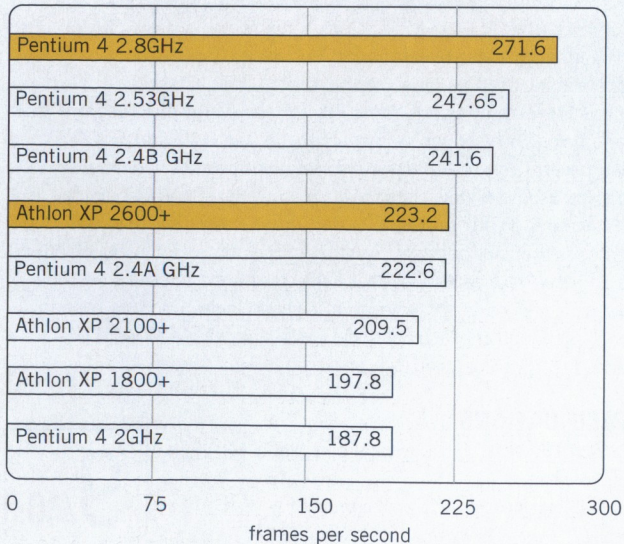 Pentium 4 2.8GHz 271.6
Pentium 4 2.53GHz 247.65
Pentium 4 2.4B GHz 241.6
Athlon XP 2600+ 223.2
Pentium 4 2.4A GHz 222.6
Athlon XP 2100+ 209.5
Athlon XP 1800+ 197.8
Pentium 4 2GHz 187.8
0 75 150 225 300
frames per second